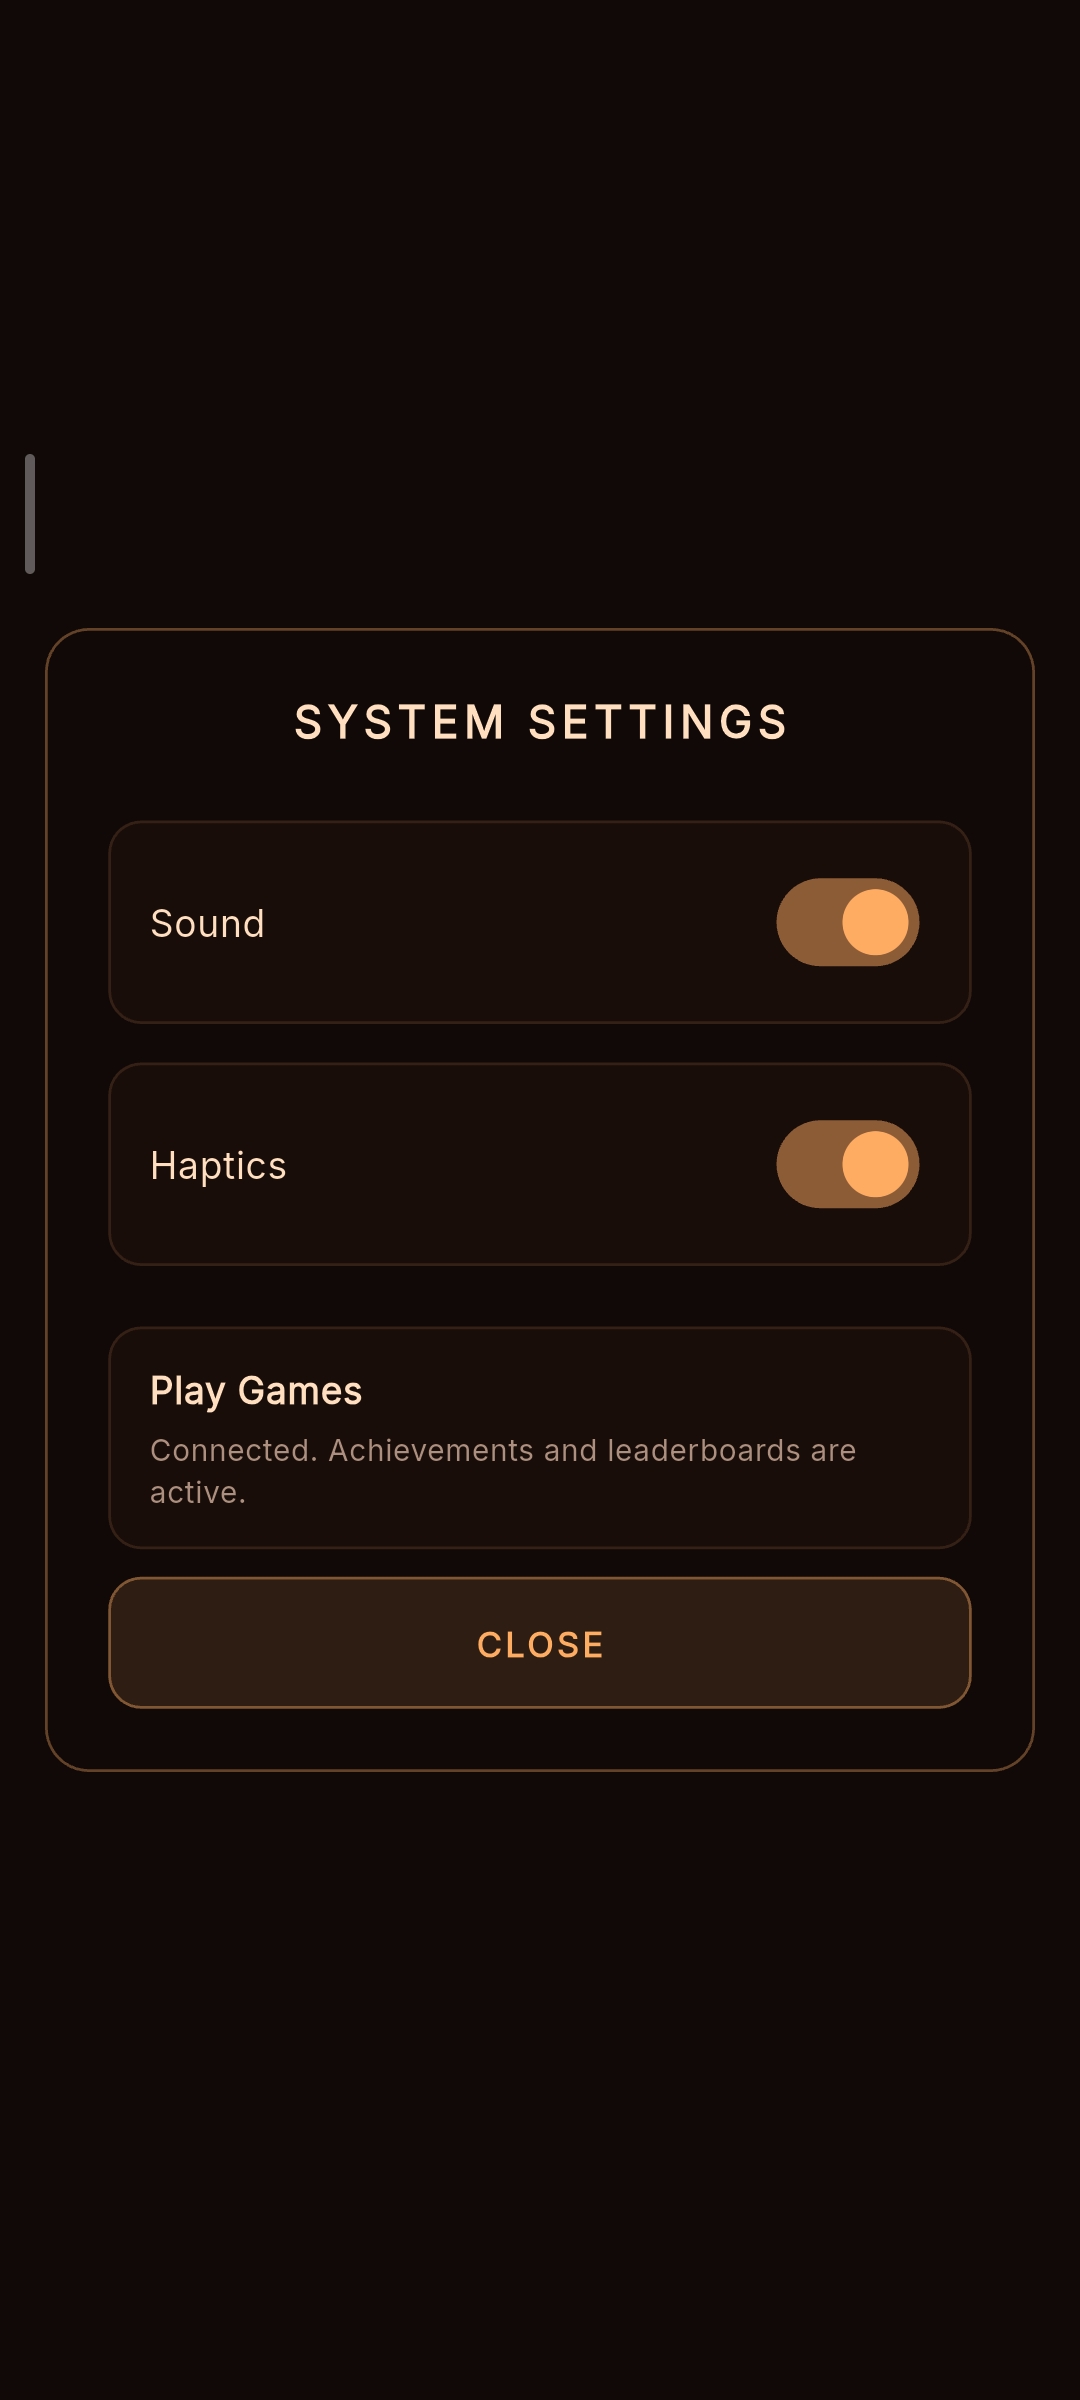 SYSTEM SETTINGS
Sound
Haptics
Play Games
Connected. Achievements and leaderboards are
active.
CLOSE